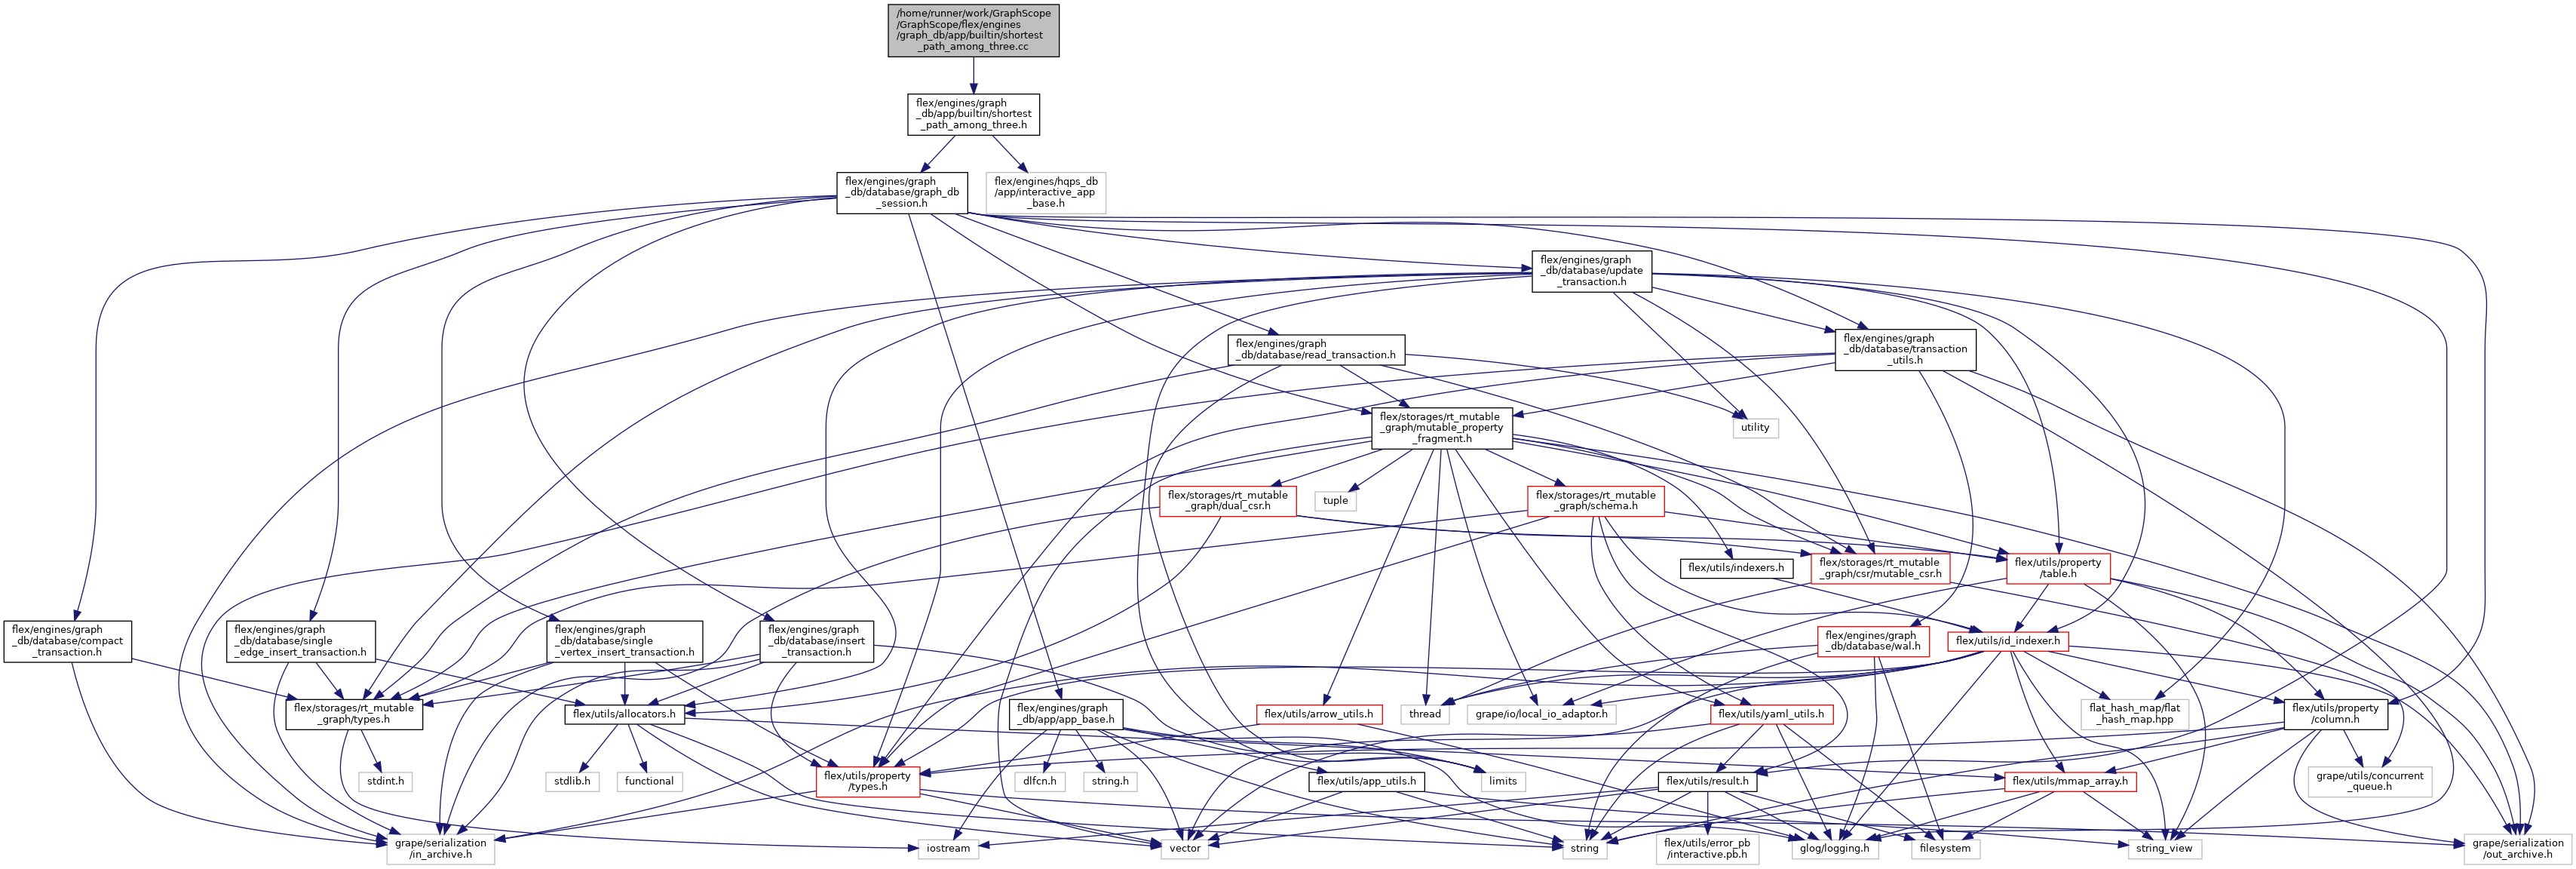 /home/runner/work/GraphScope
/GraphScope/flex/engines
/graph_db/app/builtin/shortest
_path_among_three.cc
flex/engines/graph
_db/app/builtin/shortest
_path_among_three.h
flex/engines/graph
_db/database/graph_db
_session.h
flex/engines/hqps_db
/app/interactive_app
_base.h
flex/engines/graph
_db/database/update
_transaction.h
flex/engines/graph
_db/database/read_transaction.h
flex/engines/graph
_db/database/transaction
_utils.h
flex/storages/rt_mutable
_graph/mutable_property
_fragment.h
utility
flex/storages/rt_mutable
_graph/dual_csr.h
tuple
flex/storages/rt_mutable
_graph/schema.h
flex/utils/indexers.h
flex/storages/rt_mutable
_graph/csr/mutable_csr.h
flex/utils/property
/table.h
flex/engines/graph
_db/database/compact
_transaction.h
flex/engines/graph
_db/database/single
_edge_insert_transaction.h
flex/engines/graph
_db/database/single
_vertex_insert_transaction.h
flex/engines/graph
_db/database/insert
_transaction.h
flex/engines/graph
_db/database/wal.h
flex/utils/id_indexer.h
flex/storages/rt_mutable
_graph/types.h
flex/utils/allocators.h
flex/engines/graph
_db/app/app_base.h
flex/utils/arrow_utils.h
thread
grape/io/local_io_adaptor.h
flex/utils/yaml_utils.h
flat_hash_map/flat
_hash_map.hpp
flex/utils/property
/column.h
stdint.h
stdlib.h
functional
flex/utils/property
/types.h
dlfcn.h
string.h
flex/utils/app_utils.h
limits
flex/utils/result.h
flex/utils/mmap_array.h
grape/utils/concurrent
_queue.h
grape/serialization
/in_archive.h
iostream
vector
string
flex/utils/error_pb
/interactive.pb.h
glog/logging.h
filesystem
string_view
grape/serialization
/out_archive.h